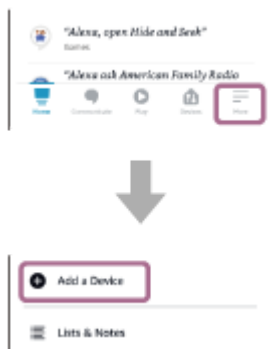 "Alexa, open Hide and Seek"
Games
"Alexa ask American Family Radio
Home Communicate Play Devices More
Add a Device
Lists & Notes